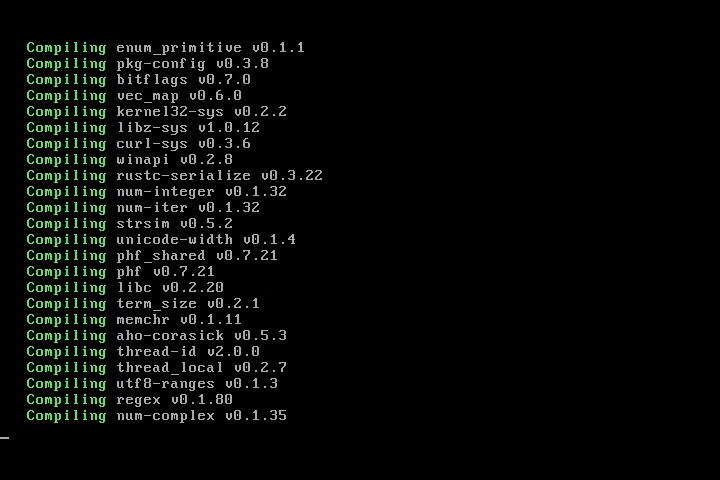 Compiling enum_primitive v0.1.1
Compiling pkg-config v0.3.8
Compiling bitflags v0.7.0
Compiling vec_map v0.6.0
Compiling kernel32-sys v0.2.2
Compiling libz-sys v1.0.12
Compiling curl-sys v0.3.6
Compiling winapi v0.2.8
Compiling rustc-serialize v0.3.22
Compiling num-integer v0.1.32
Compiling num-iter v0.1.32
Compiling strsim v0.5.2
Compiling unicode-width v0.1.4
Compiling phf_shared v0.7.21
Compiling phf v0.7.21
Compiling libc v0.2.20
Compiling term_size v0.2.1
Compiling memchr v0.1.11
Compiling aho-corasick v0.5.3
Compiling thread-id v2.0.0
Compiling thread_local v0.2.7
Compiling utf8-ranges v0.1.3
Compiling regex v0.1.80
Compiling num-complex v0.1.35